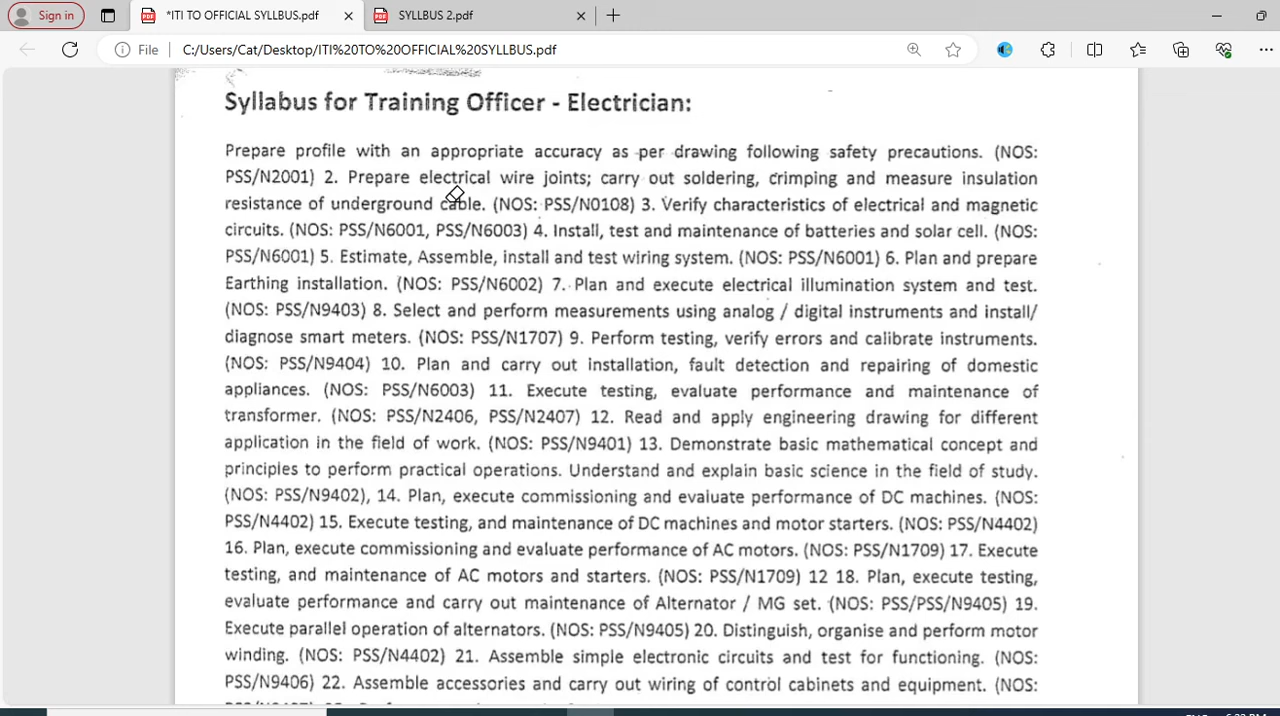 Sign in
*ITI TO OFFICIAL SYLLBUS.pdf
SYLLBUS 2.pdf
File
C:/Users/Cat/Desktop/ITI%20TO%20OFFICIAL%20SYLLBUS.pdf
Syllabus for Training Officer - Electrician:
Prepare profile with an appropriate accuracy as per drawing following safety precautions. (NOS:
PSS/N2001) 2. Prepare electrical wire joints; carry out soldering, crimping and measure insulation
resistance of underground cable. (NOS: PSS/N0108) 3. Verify characteristics of electrical and magnetic
circuits. (NOS: PSS/N6001, PSS/N6003) 4. Install, test and maintenance of batteries and solar cell. (NOS:
PSS/N6001) 5. Estimate, Assemble, install and test wiring system. (NOS: PSS/N6001) 6. Plan and prepare
Earthing installation. (NOS: PSS/N6002) 7. Plan and execute electrical illumination system and test.
(NOS: PSS/N9403) 8. Select and perform measurements using analog / digital instruments and install/
diagnose smart meters. (NOS: PSS/N1707) 9. Perform testing, verify errors and calibrate instruments.
(NOS: PSS/N9404) 10. Plan and carry out installation, fault detection and repairing of domestic
appliances. (NOS: PSS/N6003) 11. Execute testing, evaluate performance and maintenance of
transformer. (NOS: PSS/N2406, PSS/N2407) 12. Read and apply engineering drawing for different
application in the field of work. (NOS: PSS/N9401) 13. Demonstrate basic mathematical concept and
principles to perform practical operations. Understand and explain basic science in the field of study.
(NOS: PSS/N9402), 14. Plan, execute commissioning and evaluate performance of DC machines. (NOS:
PSS/N4402) 15. Execute testing, and maintenance of DC machines and motor starters. (NOS: PSS/N4402)
16. Plan, execute commissioning and evaluate performance of AC motors. (NOS: PSS/N1709) 17. Execute
testing, and maintenance of AC motors and starters. (NOS: PSS/N1709) 12 18. Plan, execute testing,
evaluate performance and carry out maintenance of Alternator / MG set. (NOS: PSS/PSS/N9405) 19.
Execute parallel operation of alternators. (NOS: PSS/N9405) 20. Distinguish, organise and perform motor
winding. (NOS: PSS/N4402) 21. Assemble simple electronic circuits and test for functioning. (NOS:
PSS/N9406) 22. Assemble accessories and carry out wiring of control cabinets and equipment. (NOS: